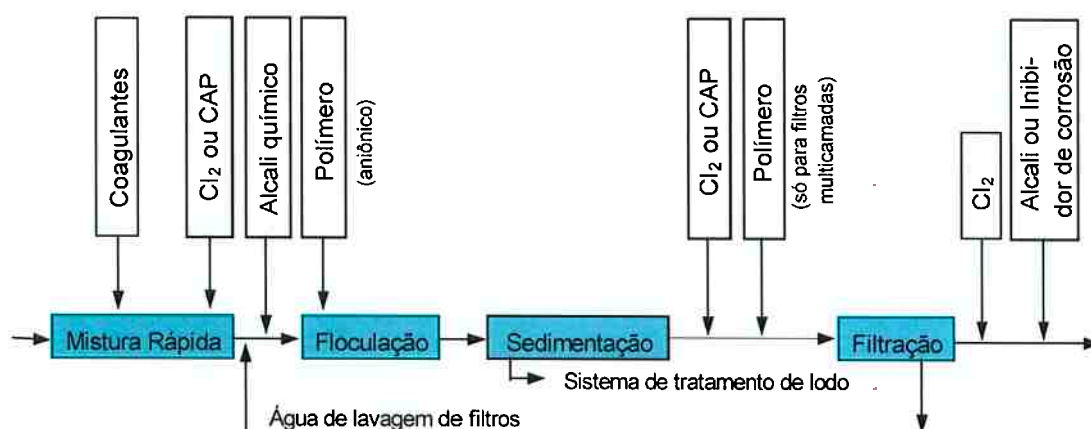 Coagulantes
Cl₂ ou CAP
Alcali químico
Polímero
(aniônico)
Cl₂ ou CAP
Polímero
(só para filtros
multicamadas)
Cl₂
Alcali ou Inibi-
dor de corrosão
Mistura Rápida
Floculação
Sedimentação
Filtração
Sistema de tratamento de lodo
Água de lavagem de filtros